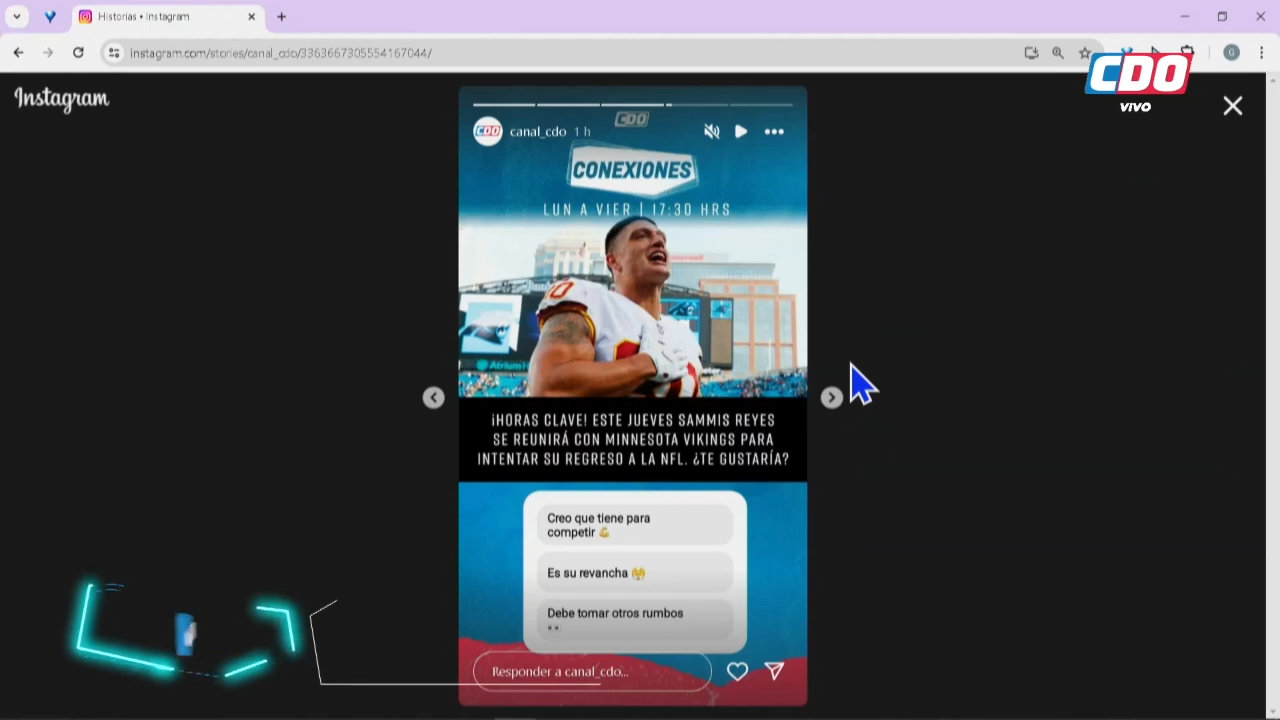 Historias • Instagram
instagram.com/stories/canal_cdo/3363667305554167044/
G
CDO
VIVO
Instagram
CDO
CDO
canal_cdo 1 h
CONEXIONES
LUN A VIER | 17:30 HRS
¡HORAS CLAVE! ESTE JUEVES SAMMIS REYES
SE REUNIRÁ CON MINNESOTA VIKINGS PARA
INTENTAR SU REGRESO A LA NFL. ¿TE GUSTARÍA?
Creo que tiene para
competir 💪
Es su revancha
Debe tomar otros rumbos
👀
Responder a canal_cdo...